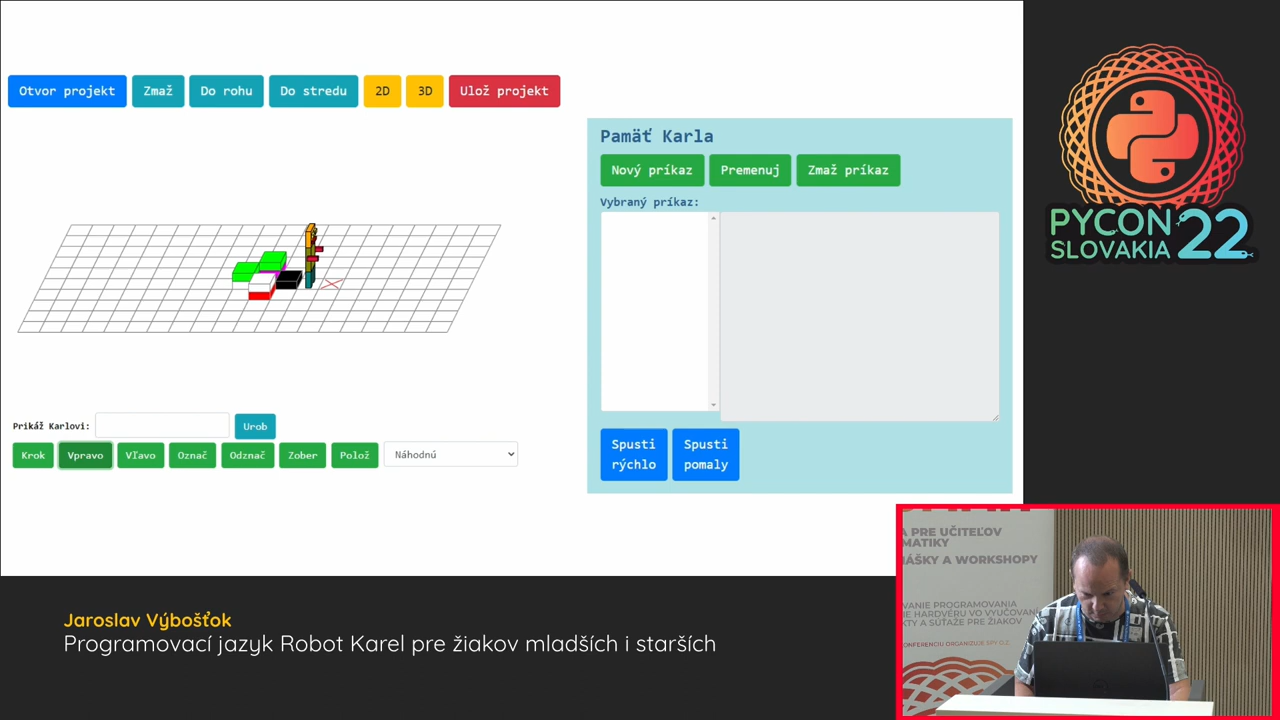 Otvor projekt Zmaž Do rohu Do stredu 2D 3D Ulož projekt
Pamäť Karla
Nový príkaz Premenuj Zmaž príkaz
Vybraný príkaz:
Prikáž Karlovi: Urob
Krok Vpravo Vľavo Označ Odznač Zober Polož Náhodnú
Spusti rýchlo
Spusti pomaly
PYCON
SLOVAKIA 22
A PRE UČITEĽOV
MATIKY
NÁŠKY A WORKSHOPY
VANIE PROGRAMOVANIA
HARDVÉRU VO VYUČOVAN
KTY A SÚŤAŽE PRE ŽIAKOV
KONFERENCIU ORGANIZUJE SPY O.Z.
Jaroslav Výbošťok
Programovací jazyk Robot Karel pre žiakov mladších i starších